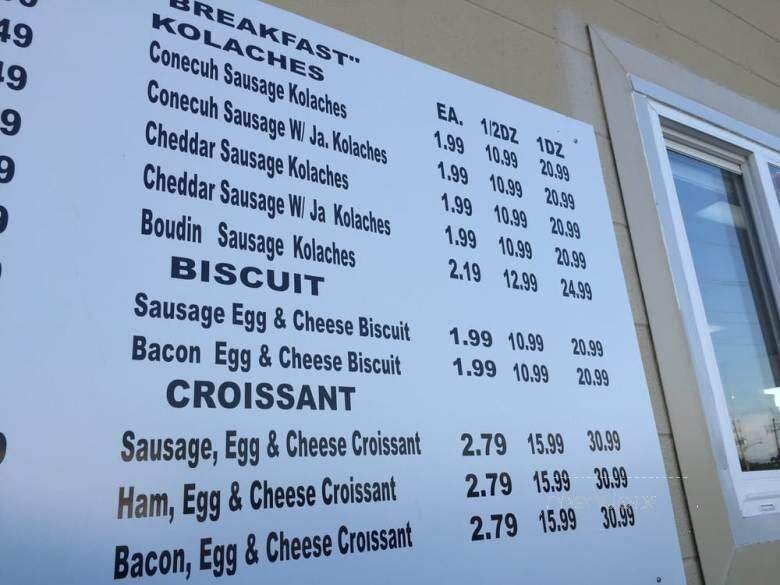 49
49
9
9
BREAKFAST"
KOLACHES
EA. 1/2DZ 1DZ
Conecuh Sausage Kolaches 1.99 10.99 20.99
Conecuh Sausage W/ Ja. Kolaches 1.99 10.99 20.99
Cheddar Sausage Kolaches 1.99 10.99 20.99
Cheddar Sausage W/ Ja Kolaches 1.99 10.99 20.99
Boudin Sausage Kolaches 2.19 12.99 24.99
BISCUIT
Sausage Egg & Cheese Biscuit 1.99 10.99 20.99
Bacon Egg & Cheese Biscuit 1.99 10.99 20.99
CROISSANT
Sausage, Egg & Cheese Croissant 2.79 15.99 30.99
Ham, Egg & Cheese Croissant 2.79 15.99 30.99
Bacon, Egg & Cheese Croissant 2.79 15.99 30.99